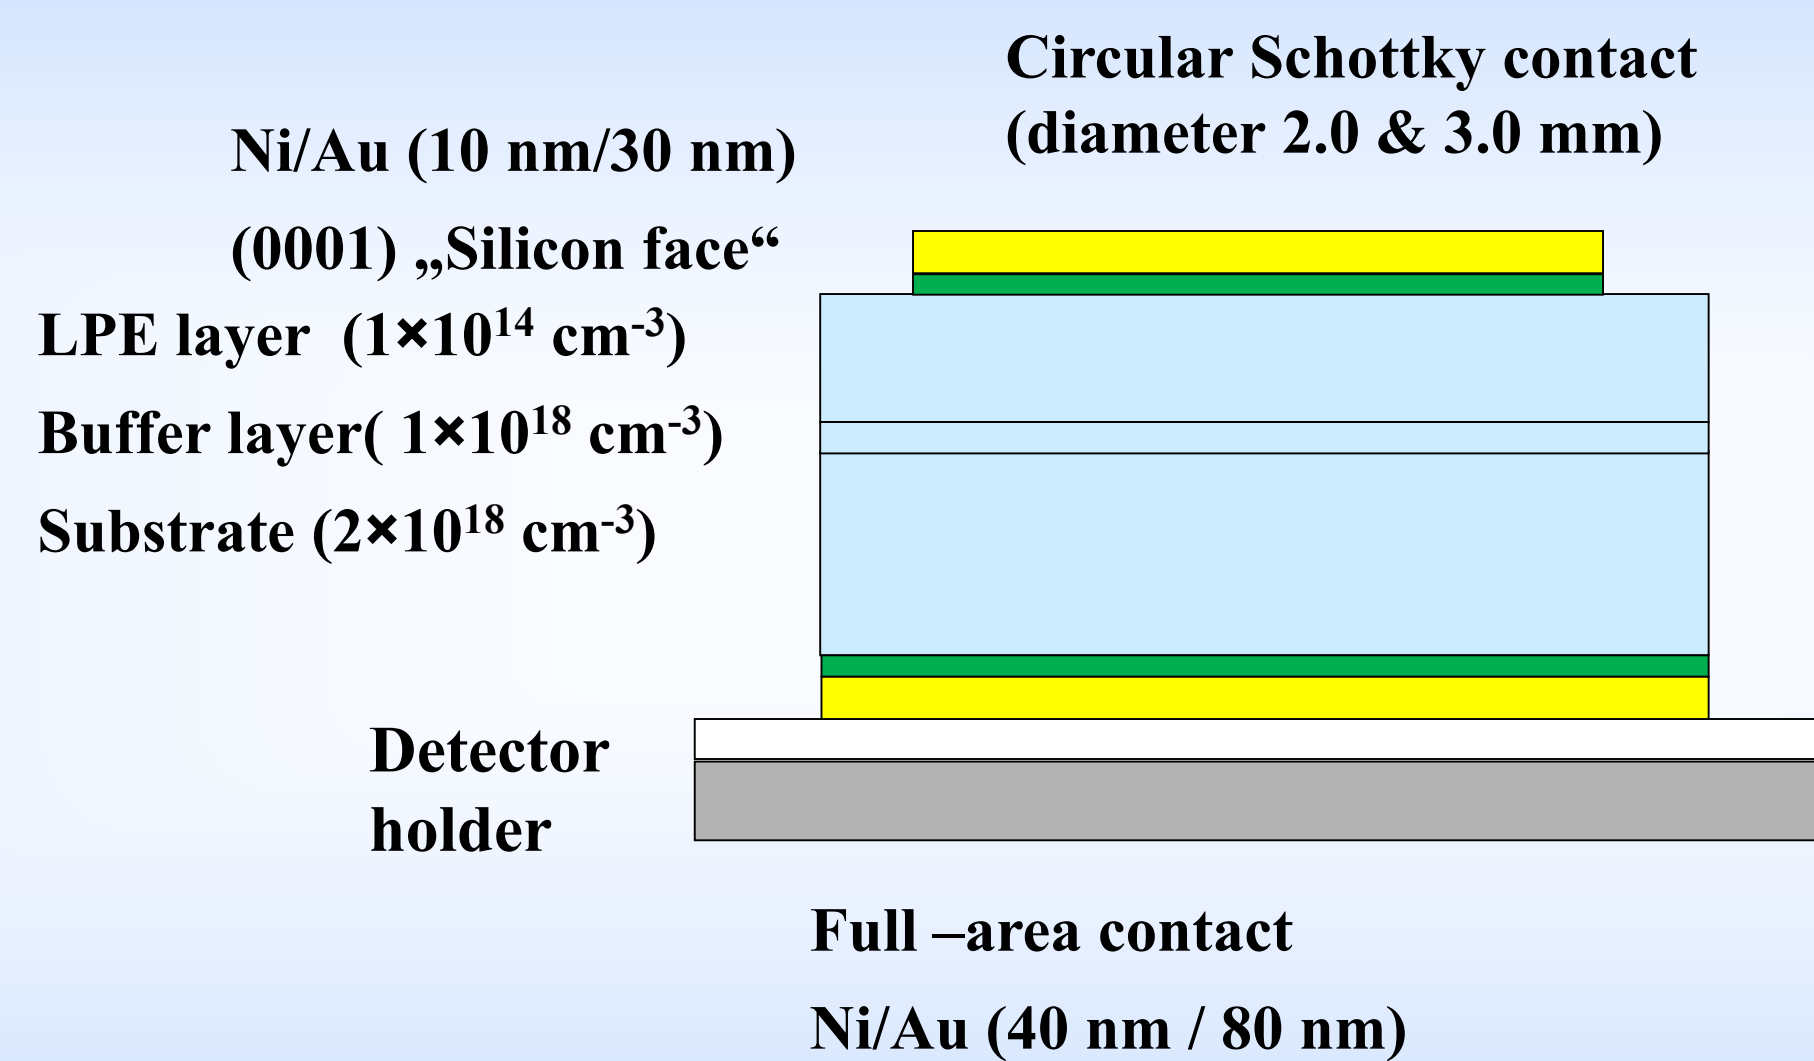 Circular Schottky contact
(diameter 2.0 & 3.0 mm)
Ni/Au (10 nm/30 nm)
(0001) „Silicon face“
LPE layer (1×10¹⁴ cm⁻³)
Buffer layer( 1×10¹⁸ cm⁻³)
Substrate (2×10¹⁸ cm⁻³)
Detector
holder
Full –area contact
Ni/Au (40 nm / 80 nm)